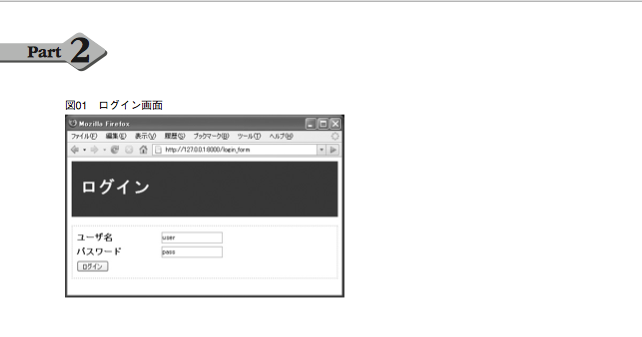 Part 2
図01 ログイン画面
Mozilla Firefox
ファイル(F) 編集(E) 表示(V) 履歴(S) ブックマーク(B) ツール(T) ヘルプ(H)
http://127.0.0.1:8000/login_form
ログイン
ユーザ名 user
パスワード pass
ログイン